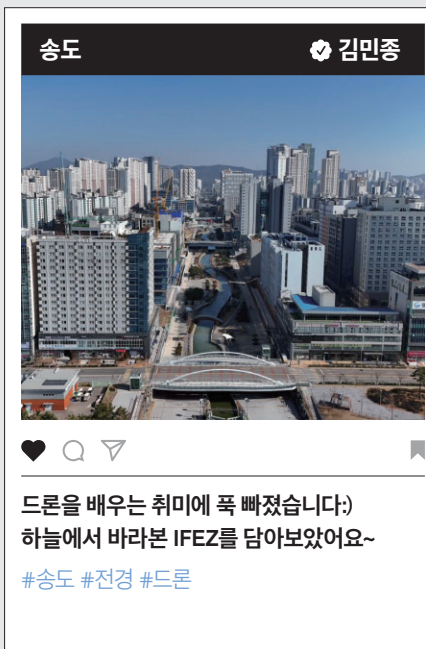 송도
김민종
드론을 배우는 취미에 푹 빠졌습니다:)
하늘에서 바라본 IFEZ를 담아보았어요~
#송도 #전경 #드론